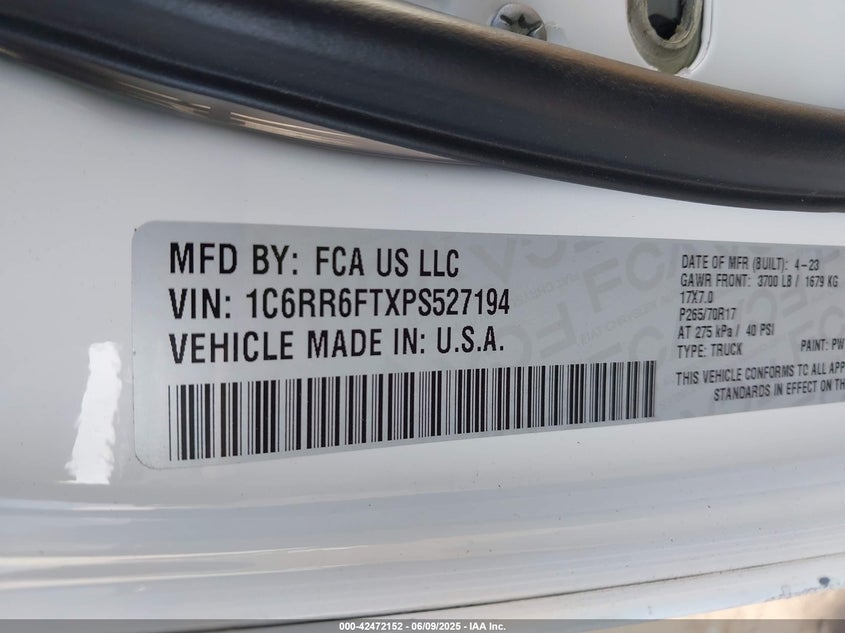 MFD BY: FCA US LLC
VIN: 1C6RR6FTXPS527194
VEHICLE MADE IN: U.S.A.
DATE OF MFR (BUILT): 4-23
GAWR FRONT: 3700 LB / 1679 KG
17X7.0
P265/70R17
AT 275 kPa / 40 PSI
TYPE: TRUCK PAINT: PW
THIS VEHICLE CONFORMS TO ALL APP
STANDARDS IN EFFECT ON TH
000-42472152 - 06/09/2025 - IAA Inc.